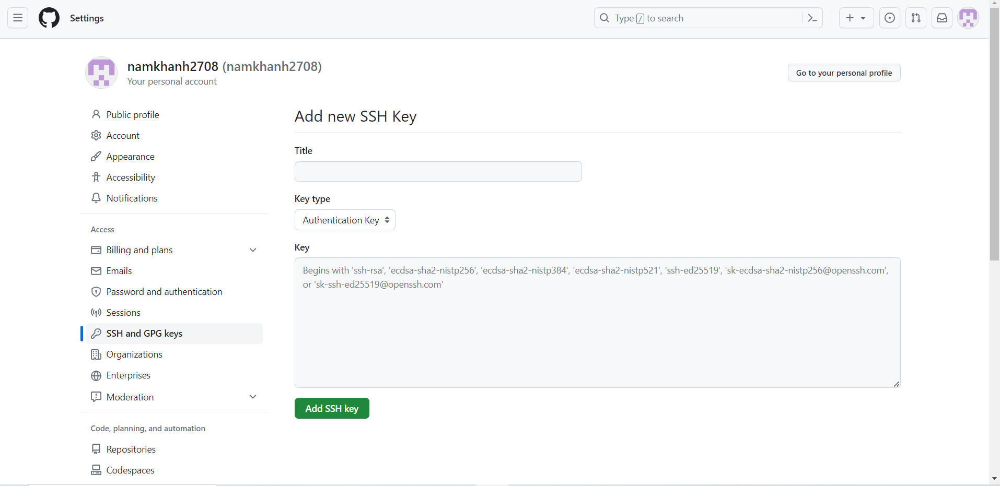 Settings
Type / to search
namkhanh2708 (namkhanh2708)
Your personal account
Go to your personal profile
Public profile
Account
Appearance
Accessibility
Notifications
Access
Billing and plans
Emails
Password and authentication
Sessions
SSH and GPG keys
Organizations
Enterprises
Moderation
Code, planning, and automation
Repositories
Codespaces
Add new SSH Key
Title
Key type
Authentication Key
Key
Begins with 'ssh-rsa', 'ecdsa-sha2-nistp256', 'ecdsa-sha2-nistp384', 'ecdsa-sha2-nistp521', 'ssh-ed25519', 'sk-ecdsa-sha2-nistp256@openssh.com',
or 'sk-ssh-ed25519@openssh.com'
Add SSH key